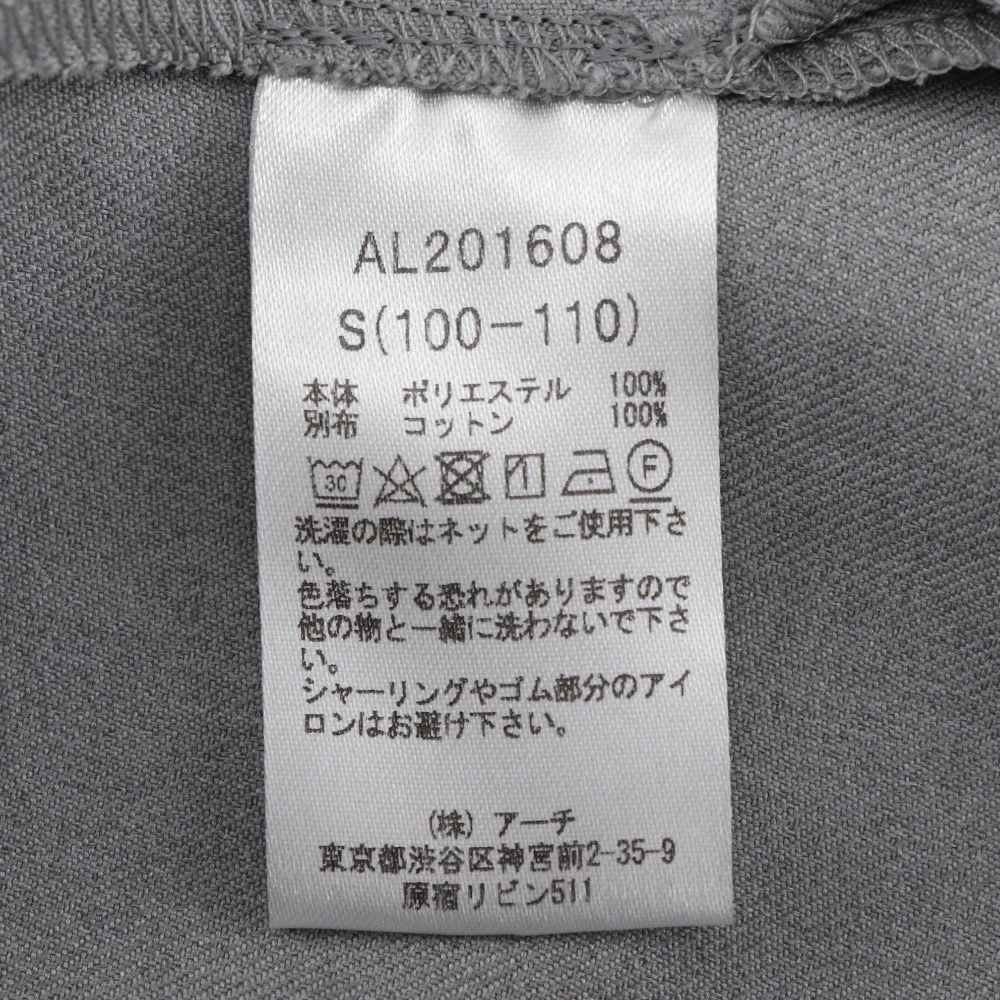 AL201608
S(100-110)
本体 ポリエステル 100%
別布 コットン 100%
30 1 F
洗濯の際はネットをご使用下さ
い。
色落ちする恐れがありますので
他の物と一緒に洗わないで下さ
い。
シャーリングやゴム部分のアイ
ロンはお避け下さい。
(株) アーチ
東京都渋谷区神宮前2-35-9
原宿リビン511